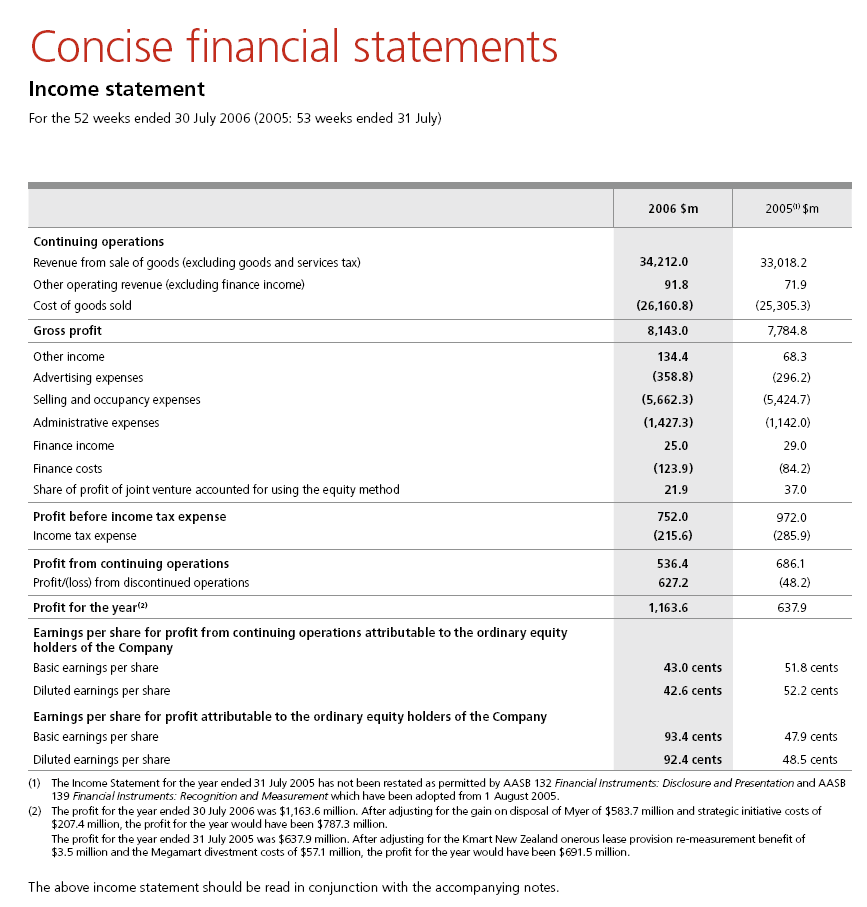 Concise financial statements
Income statement
For the 52 weeks ended 30 July 2006 (2005: 53 weeks ended 31 July)
2006 $m 2005(1) $m
Continuing operations
Revenue from sale of goods (excluding goods and services tax) 34,212.0 33,018.2
Other operating revenue (excluding finance income) 91.8 71.9
Cost of goods sold (26,160.8) (25,305.3)
Gross profit 8,143.0 7,784.8
Other income 134.4 68.3
Advertising expenses (358.8) (296.2)
Selling and occupancy expenses (5,662.3) (5,424.7)
Administrative expenses (1,427.3) (1,142.0)
Finance income 25.0 29.0
Finance costs (123.9) (84.2)
Share of profit of joint venture accounted for using the equity method 21.9 37.0
Profit before income tax expense 752.0 972.0
Income tax expense (215.6) (285.9)
Profit from continuing operations 536.4 686.1
Profit/(loss) from discontinued operations 627.2 (48.2)
Profit for the year(2) 1,163.6 637.9
Earnings per share for profit from continuing operations attributable to the ordinary equity
holders of the Company
Basic earnings per share 43.0 cents 51.8 cents
Diluted earnings per share 42.6 cents 52.2 cents
Earnings per share for profit attributable to the ordinary equity holders of the Company
Basic earnings per share 93.4 cents 47.9 cents
Diluted earnings per share 92.4 cents 48.5 cents
(1) The Income Statement for the year ended 31 July 2005 has not been restated as permitted by AASB 132 Financial Instruments: Disclosure and Presentation and AASB
139 Financial Instruments: Recognition and Measurement which have been adopted from 1 August 2005.
(2) The profit for the year ended 30 July 2006 was $1,163.6 million. After adjusting for the gain on disposal of Myer of $583.7 million and strategic initiative costs of
$207.4 million, the profit for the year would have been $787.3 million.
The profit for the year ended 31 July 2005 was $637.9 million. After adjusting for the Kmart New Zealand onerous lease provision re-measurement benefit of
$3.5 million and the Megamart divestment costs of $57.1 million, the profit for the year would have been $691.5 million.
The above income statement should be read in conjunction with the accompanying notes.